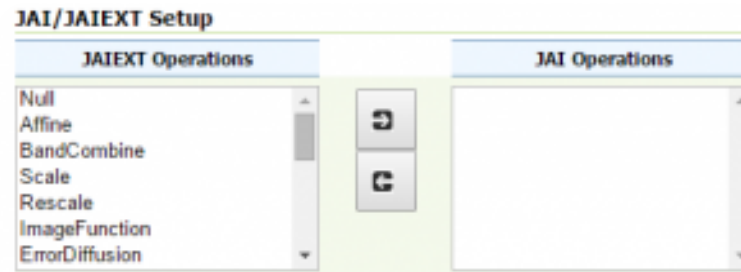 JAI/JAIEXT Setup
JAIEXT Operations
JAI Operations
Null
Affine
BandCombine
Scale
Rescale
ImageFunction
ErrorDiffusion